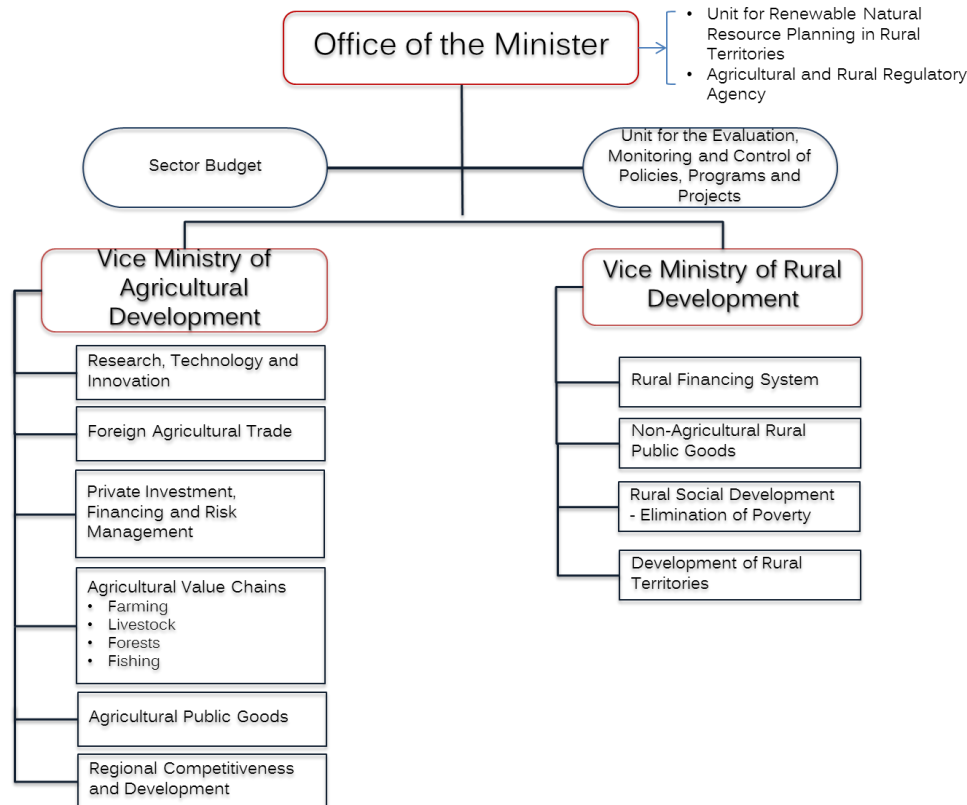 Office of the Minister
• Unit for Renewable Natural
Resource Planning in Rural
Territories
• Agricultural and Rural Regulatory
Agency
Sector Budget
Unit for the Evaluation,
Monitoring and Control of
Policies, Programs and
Projects
Vice Ministry of
Agricultural
Development
Research, Technology and
Innovation
Foreign Agricultural Trade
Private Investment,
Financing and Risk
Management
Agricultural Value Chains
• Farming
• Livestock
• Forests
• Fishing
Agricultural Public Goods
Regional Competitiveness
and Development
Vice Ministry of Rural
Development
Rural Financing System
Non-Agricultural Rural
Public Goods
Rural Social Development
- Elimination of Poverty
Development of Rural
Territories